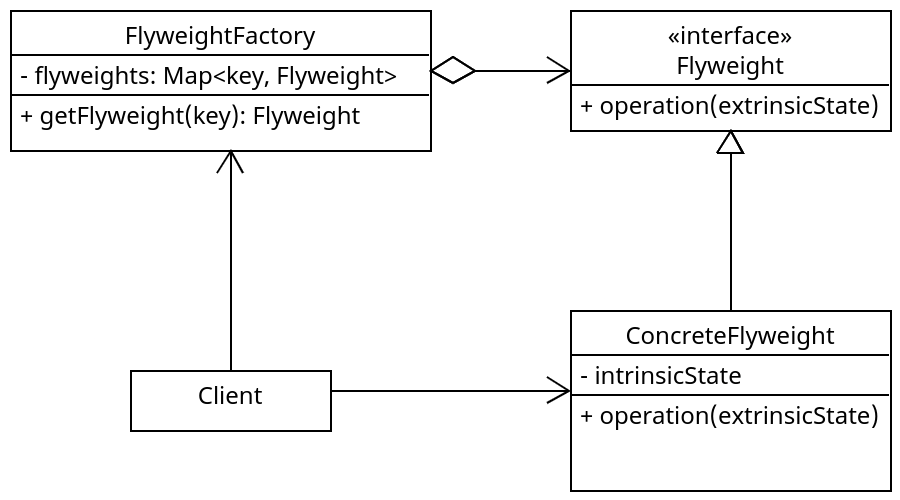 FlyweightFactory
- flyweights: Map<key, Flyweight>
+ getFlyweight(key): Flyweight
«interface»
Flyweight
+ operation(extrinsicState)
Client
ConcreteFlyweight
- intrinsicState
+ operation(extrinsicState)